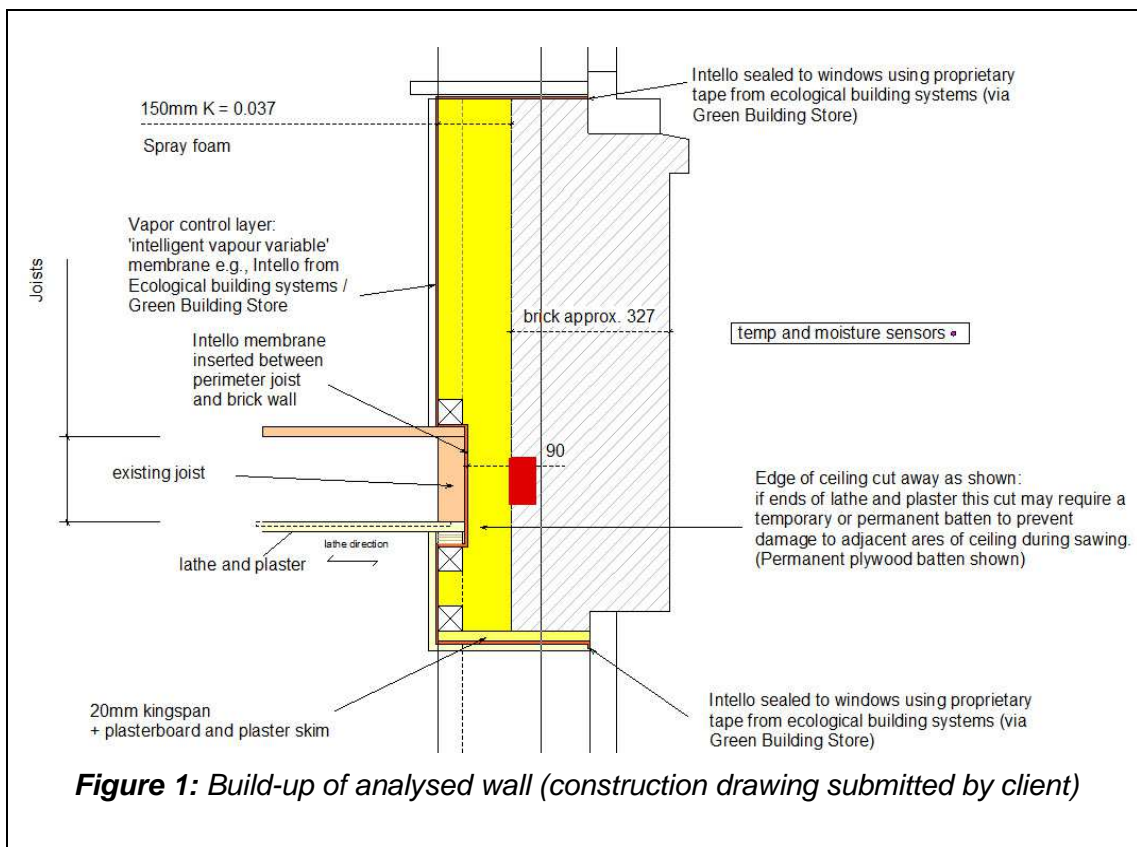 Intello sealed to windows using proprietary
tape from ecological building systems (via
Green Building Store)
150mm K = 0.037
Spray foam
Vapor control layer:
'intelligent vapour variable'
membrane e.g., Intello from
Ecological building systems /
Green Building Store
Joists
brick approx. 327
temp and moisture sensors
Intello membrane
inserted between
perimeter joist
and brick wall
90
existing joist
Edge of ceiling cut away as shown:
if ends of lathe and plaster this cut may require a
temporary or permanent batten to prevent
damage to adjacent ares of ceiling during sawing.
(Permanent plywood batten shown)
lathe direction
lathe and plaster
20mm kingspan
+ plasterboard and plaster skim
Intello sealed to windows using proprietary
tape from ecological building systems (via
Green Building Store)
Figure 1: Build-up of analysed wall (construction drawing submitted by client)